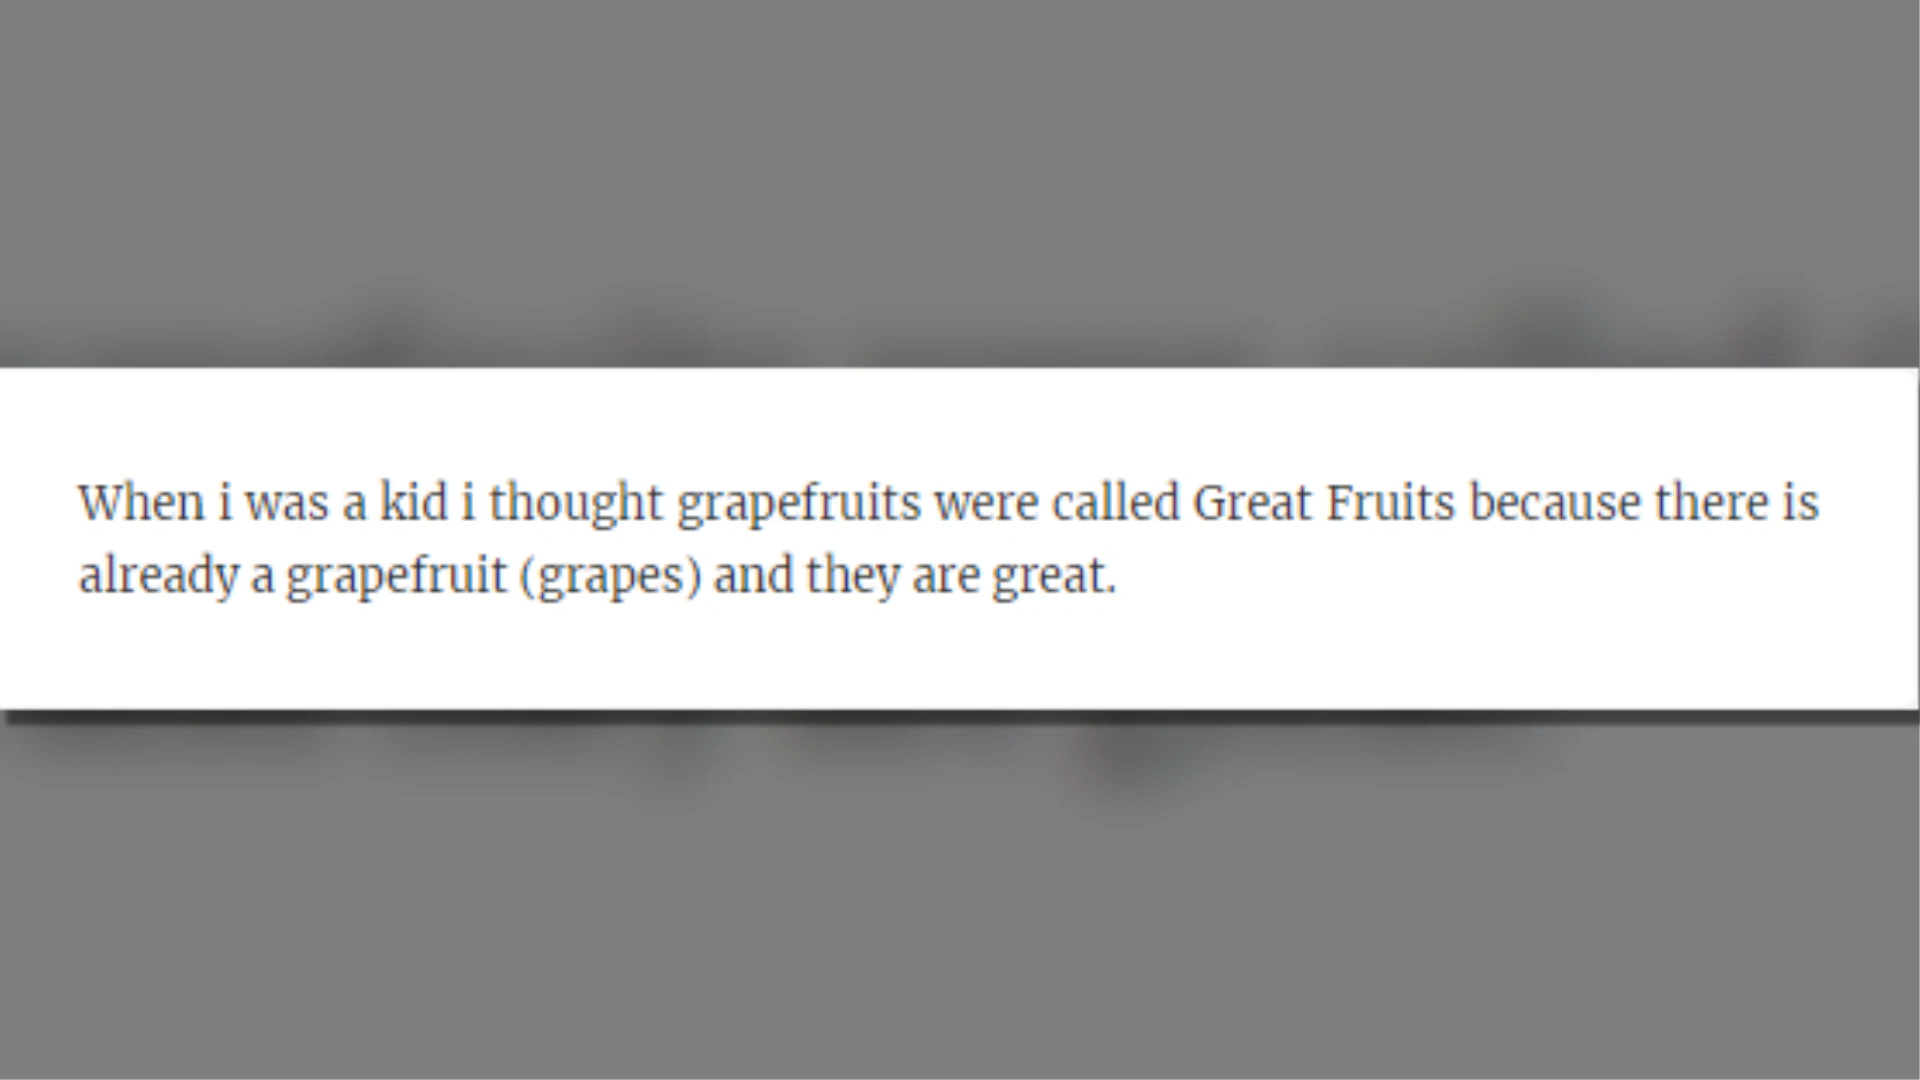 When i was a kid i thought grapefruits were called Great Fruits because there is
already a grapefruit (grapes) and they are great.